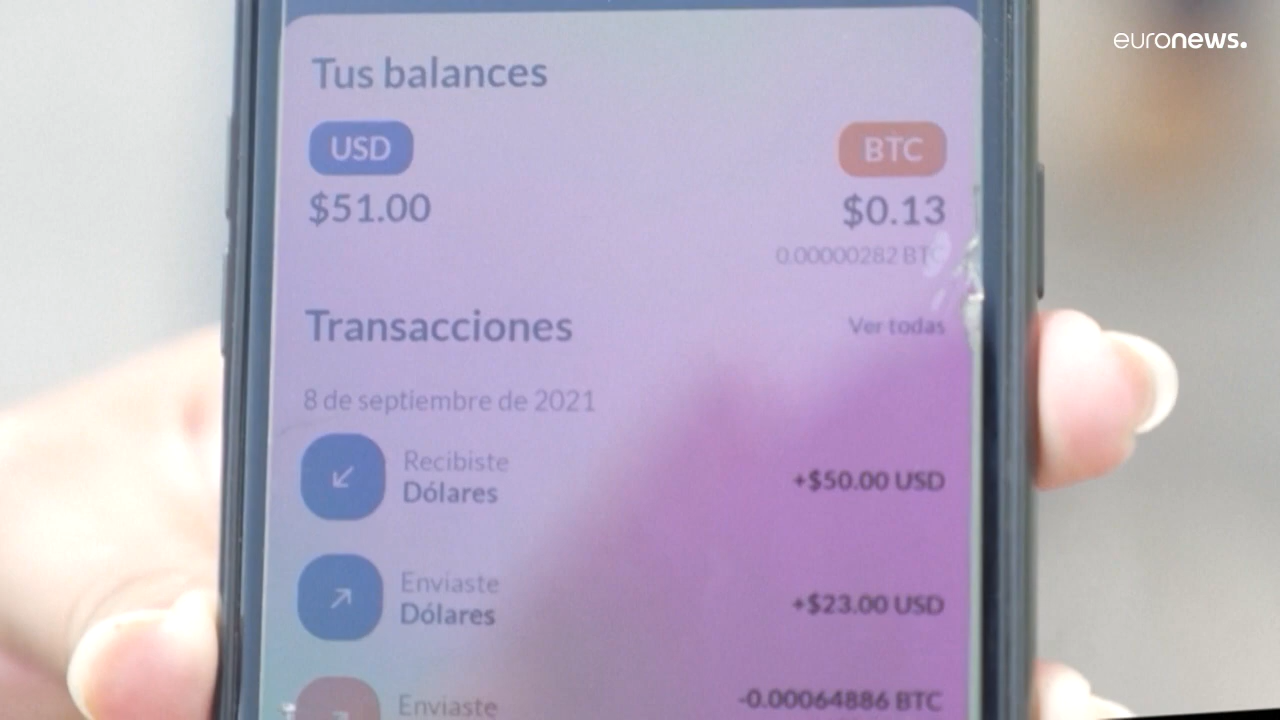 euronews.
Tus balances
USD
BTC
$51.00
$0.13
0.00000282 BTC
Transacciones
Ver todas
8 de septiembre de 2021
Recibiste
Dólares
+$50.00 USD
Enviaste
Dólares
+$23.00 USD
Enviaste
-0.00064886 BTC